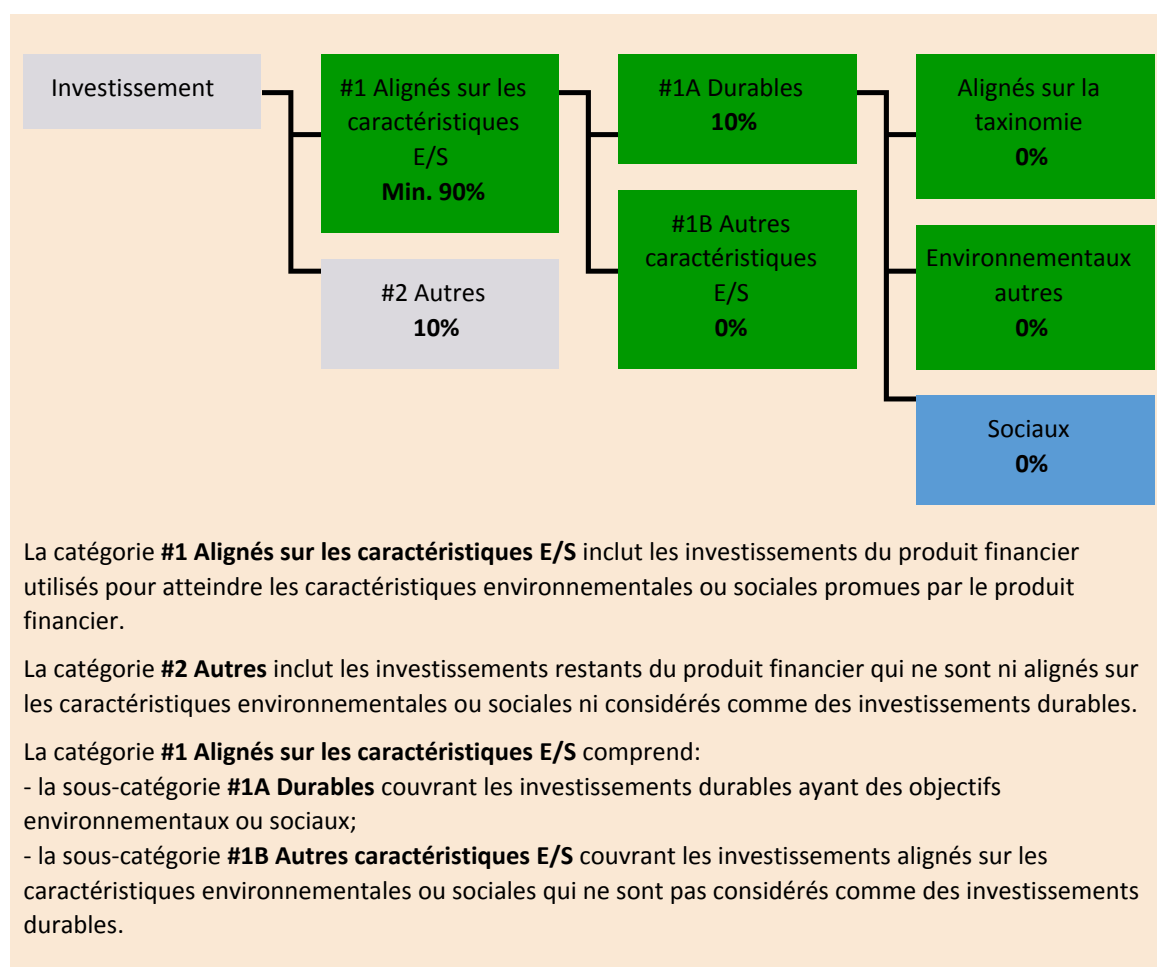 Investissement
#1 Alignés sur les
caractéristiques
E/S
Min. 90%
#2 Autres
10%
#1A Durables
10%
#1B Autres
caractéristiques
E/S
0%
Alignés sur la
taxinomie
0%
Environnementaux
autres
0%
Sociaux
0%
La catégorie #1 Alignés sur les caractéristiques E/S inclut les investissements du produit financier
utilisés pour atteindre les caractéristiques environnementales ou sociales promues par le produit
financier.
La catégorie #2 Autres inclut les investissements restants du produit financier qui ne sont ni alignés sur
les caractéristiques environnementales ou sociales ni considérés comme des investissements durables.
La catégorie #1 Alignés sur les caractéristiques E/S comprend:
- la sous-catégorie #1A Durables couvrant les investissements durables ayant des objectifs
environnementaux ou sociaux;
- la sous-catégorie #1B Autres caractéristiques E/S couvrant les investissements alignés sur les
caractéristiques environnementales ou sociales qui ne sont pas considérés comme des investissements
durables.